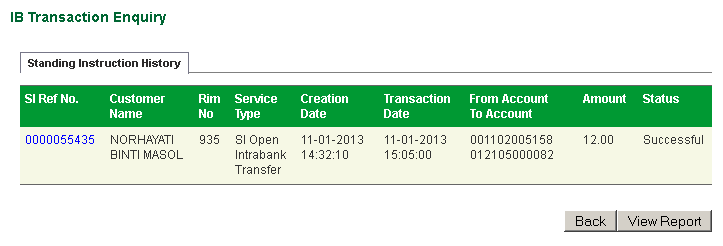 IB Transaction Enquiry
Standing Instruction History
SI Ref No. Customer Name Rim No Service Type Creation Date Transaction Date From Account To Account Amount Status
0000055435 NORHAYATI BINTI MASOL 935 SI Open Intrabank Transfer 11-01-2013 14:32:10 11-01-2013 15:05:00 001102005158 012105000082 12.00 Successful
Back View Report